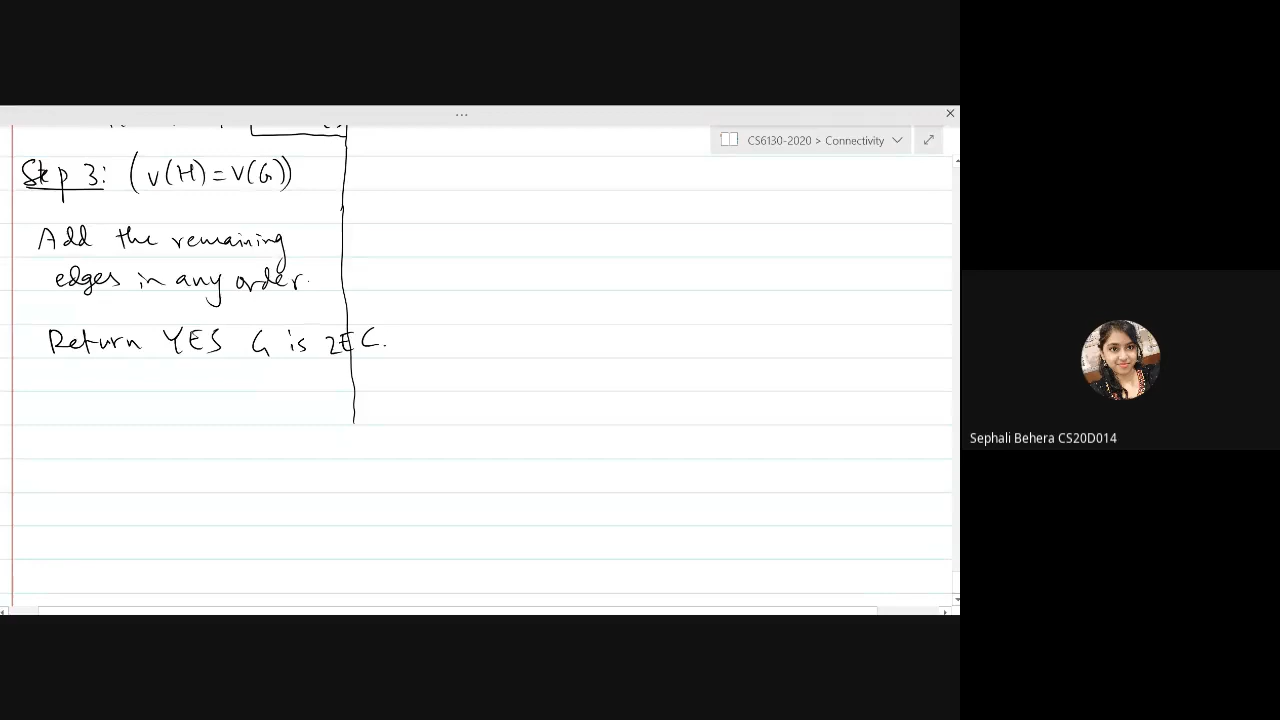 CS6130-2020 > Connectivity
Step 3: (V(H)=V(G))
Add the remaining
edges in any order.
Return YES G is 2EC.
Sephali Behera CS20D014